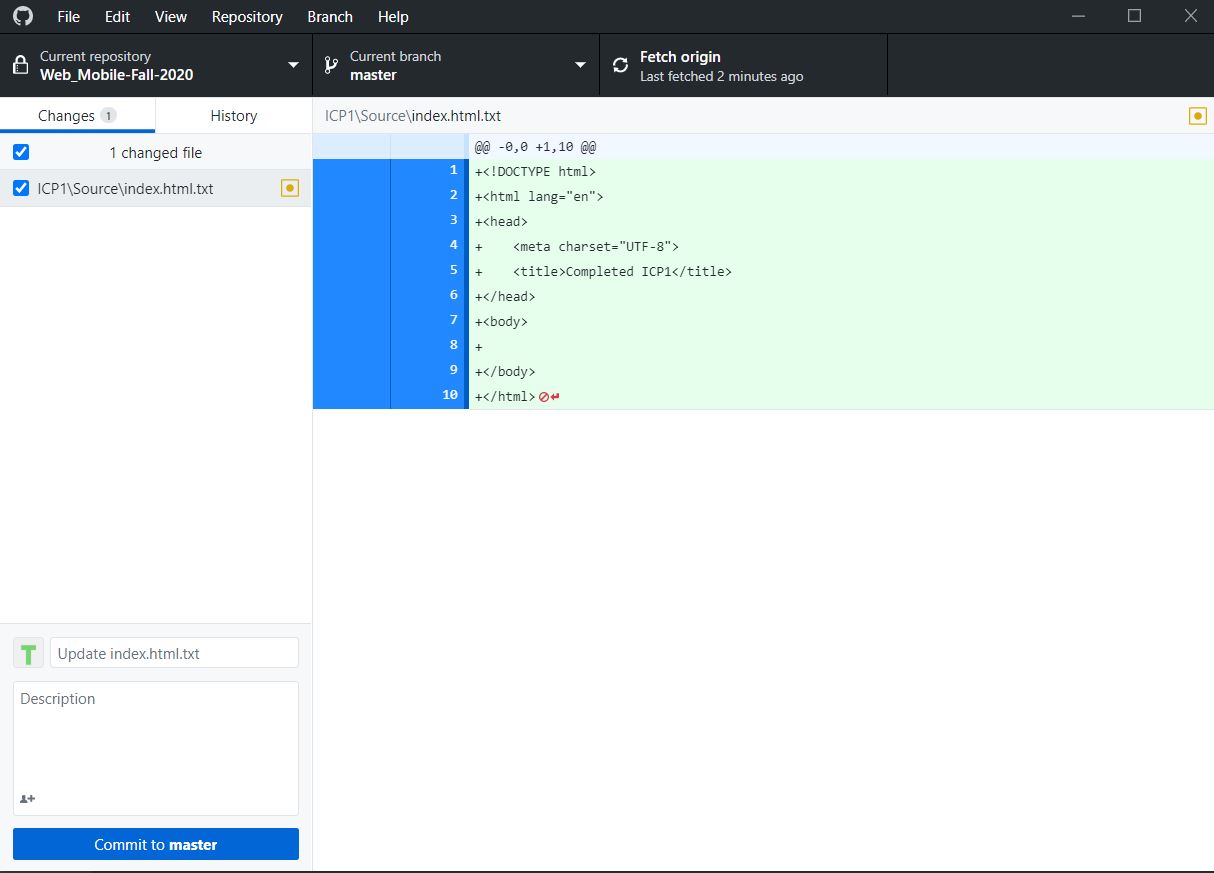 File Edit View Repository Branch Help
Current repository
Web_Mobile-Fall-2020
Current branch
master
Fetch origin
Last fetched 2 minutes ago
Changes 1
History
1 changed file
ICP1\Source\index.html.txt
ICP1\Source\index.html.txt
@@ -0,0 +1,10 @@
1 +<!DOCTYPE html>
2 +<html lang="en">
3 +<head>
4 +    <meta charset="UTF-8">
5 +    <title>Completed ICP1</title>
6 +</head>
7 +<body>
8 +
9 +</body>
10 +</html>
T
Update index.html.txt
Description
Commit to master